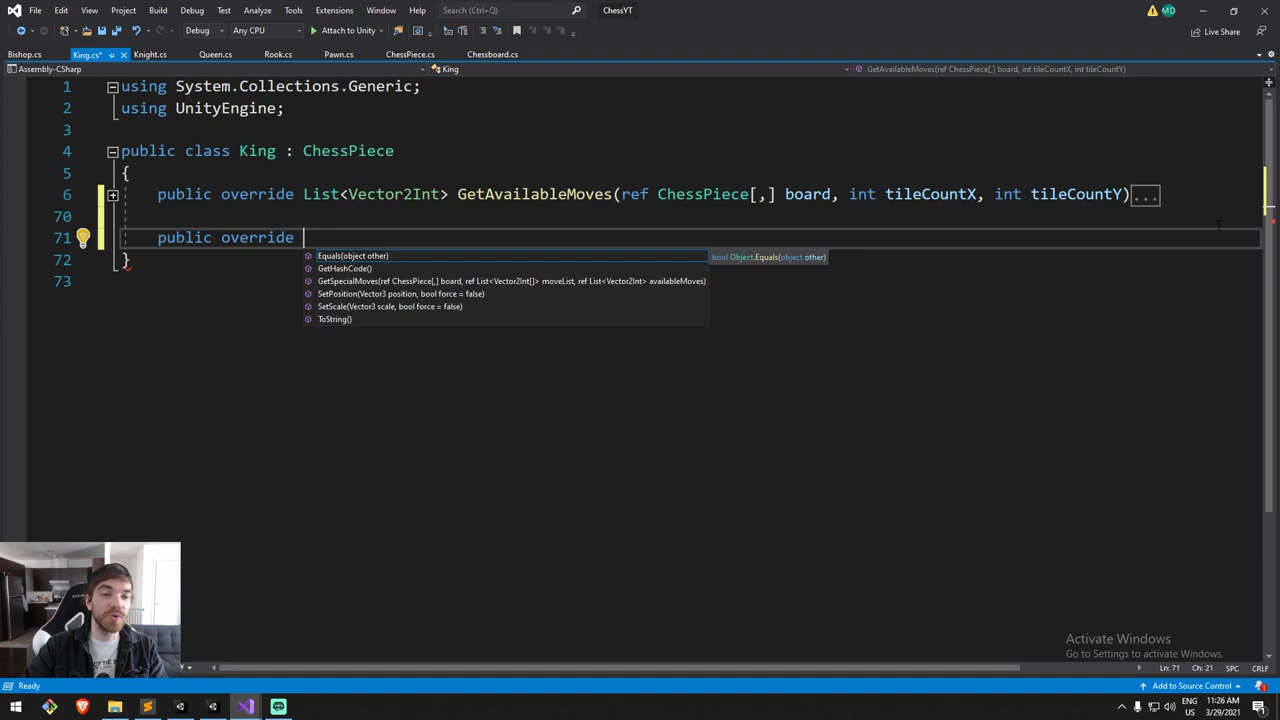 File Edit View Project Build Debug Test Analyze Tools Extensions Window Help Search (Ctrl+Q) ChessYT MD
Debug Any CPU Attach to Unity Live Share
Bishop.cs King.cs* Knight.cs Queen.cs Rook.cs Pawn.cs ChessPiece.cs Chessboard.cs
Assembly-CSharp King GetAvailableMoves(ref ChessPiece[,] board, int tileCountX, int tileCountY)
1 using System.Collections.Generic;
2 using UnityEngine;
3
4 public class King : ChessPiece
5 {
6 public override List<Vector2Int> GetAvailableMoves(ref ChessPiece[,] board, int tileCountX, int tileCountY)...
70
71 public override
Equals(object other) bool Object.Equals(object other)
72 }
GetHashCode()
73
GetSpecialMoves(ref ChessPiece[,] board, ref List<Vector2Int[]> moveList, ref List<Vector2Int> availableMoves)
SetPosition(Vector3 position, bool force = false)
SetScale(Vector3 scale, bool force = false)
ToString()
Activate Windows
Go to Settings to activate Windows.
Ln: 71 Ch: 21 SPC CRLF
Ready Add to Source Control 1
11:26 AM
ENG
US
3/29/2021
1